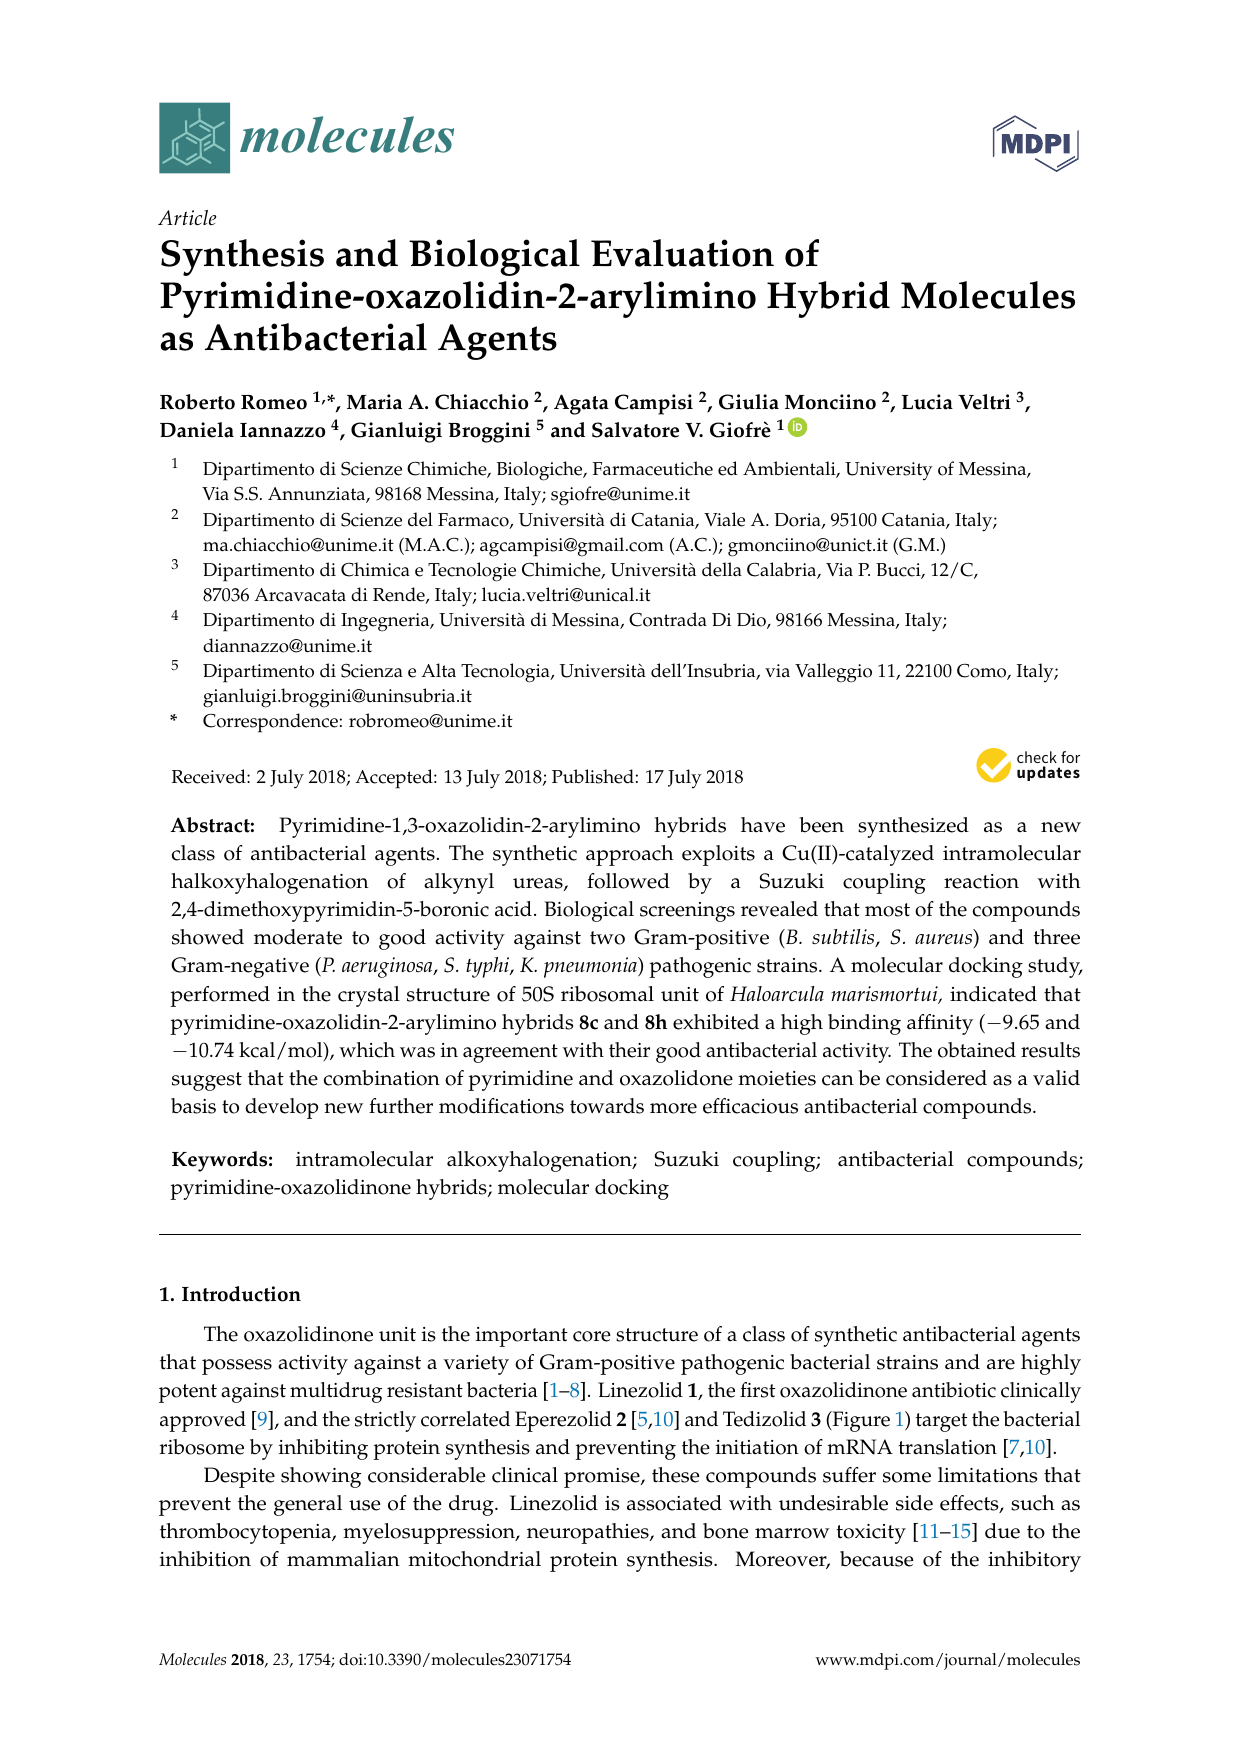 molecules
MDPI
Article
Synthesis and Biological Evaluation of
Pyrimidine-oxazolidin-2-arylimino Hybrid Molecules
as Antibacterial Agents
Roberto Romeo 1,*, Maria A. Chiacchio 2, Agata Campisi 2, Giulia Monciino 2, Lucia Veltri 3,
Daniela Iannazzo 4, Gianluigi Broggini 5 and Salvatore V. Giofrè 1 iD
1 Dipartimento di Scienze Chimiche, Biologiche, Farmaceutiche ed Ambientali, University of Messina,
Via S.S. Annunziata, 98168 Messina, Italy; sgiofre@unime.it
2 Dipartimento di Scienze del Farmaco, Università di Catania, Viale A. Doria, 95100 Catania, Italy;
ma.chiacchio@unime.it (M.A.C.); agcampisi@gmail.com (A.C.); gmonciino@unict.it (G.M.)
3 Dipartimento di Chimica e Tecnologie Chimiche, Università della Calabria, Via P. Bucci, 12/C,
87036 Arcavacata di Rende, Italy; lucia.veltri@unical.it
4 Dipartimento di Ingegneria, Università di Messina, Contrada Di Dio, 98166 Messina, Italy;
diannazzo@unime.it
5 Dipartimento di Scienza e Alta Tecnologia, Università dell'Insubria, via Valleggio 11, 22100 Como, Italy;
gianluigi.broggini@uninsubria.it
* Correspondence: robromeo@unime.it
Received: 2 July 2018; Accepted: 13 July 2018; Published: 17 July 2018
check for
updates
Abstract: Pyrimidine-1,3-oxazolidin-2-arylimino hybrids have been synthesized as a new
class of antibacterial agents. The synthetic approach exploits a Cu(II)-catalyzed intramolecular
halkoxyhalogenation of alkynyl ureas, followed by a Suzuki coupling reaction with
2,4-dimethoxypyrimidin-5-boronic acid. Biological screenings revealed that most of the compounds
showed moderate to good activity against two Gram-positive (B. subtilis, S. aureus) and three
Gram-negative (P. aeruginosa, S. typhi, K. pneumonia) pathogenic strains. A molecular docking study,
performed in the crystal structure of 50S ribosomal unit of Haloarcula marismortui, indicated that
pyrimidine-oxazolidin-2-arylimino hybrids 8c and 8h exhibited a high binding affinity (−9.65 and
−10.74 kcal/mol), which was in agreement with their good antibacterial activity. The obtained results
suggest that the combination of pyrimidine and oxazolidone moieties can be considered as a valid
basis to develop new further modifications towards more efficacious antibacterial compounds.
Keywords: intramolecular alkoxyhalogenation; Suzuki coupling; antibacterial compounds;
pyrimidine-oxazolidinone hybrids; molecular docking
1. Introduction
The oxazolidinone unit is the important core structure of a class of synthetic antibacterial agents
that possess activity against a variety of Gram-positive pathogenic bacterial strains and are highly
potent against multidrug resistant bacteria [1–8]. Linezolid 1, the first oxazolidinone antibiotic clinically
approved [9], and the strictly correlated Eperezolid 2 [5,10] and Tedizolid 3 (Figure 1) target the bacterial
ribosome by inhibiting protein synthesis and preventing the initiation of mRNA translation [7,10].
Despite showing considerable clinical promise, these compounds suffer some limitations that
prevent the general use of the drug. Linezolid is associated with undesirable side effects, such as
thrombocytopenia, myelosuppression, neuropathies, and bone marrow toxicity [11–15] due to the
inhibition of mammalian mitochondrial protein synthesis. Moreover, because of the inhibitory
Molecules 2018, 23, 1754; doi:10.3390/molecules23071754
www.mdpi.com/journal/molecules